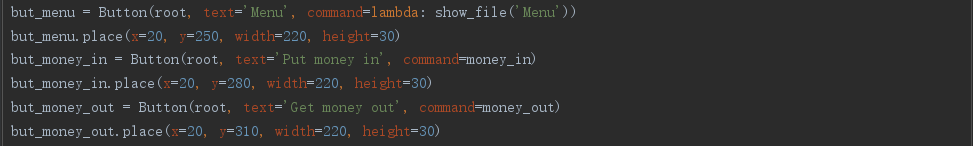 but_menu = Button(root, text='Menu', command=lambda: show_file('Menu'))
but_menu.place(x=20, y=250, width=220, height=30)
but_money_in = Button(root, text='Put money in', command=money_in)
but_money_in.place(x=20, y=280, width=220, height=30)
but_money_out = Button(root, text='Get money out', command=money_out)
but_money_out.place(x=20, y=310, width=220, height=30)